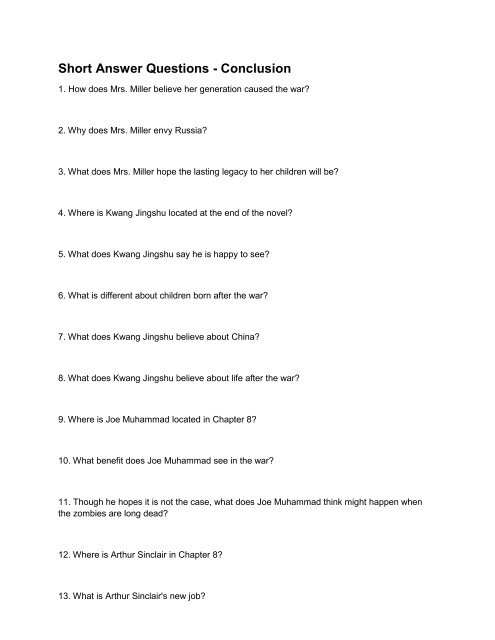 Short Answer Questions - Conclusion
1. How does Mrs. Miller believe her generation caused the war?
2. Why does Mrs. Miller envy Russia?
3. What does Mrs. Miller hope the lasting legacy to her children will be?
4. Where is Kwang Jingshu located at the end of the novel?
5. What does Kwang Jingshu say he is happy to see?
6. What is different about children born after the war?
7. What does Kwang Jingshu believe about China?
8. What does Kwang Jingshu believe about life after the war?
9. Where is Joe Muhammad located in Chapter 8?
10. What benefit does Joe Muhammad see in the war?
11. Though he hopes it is not the case, what does Joe Muhammad think might happen when
the zombies are long dead?
12. Where is Arthur Sinclair in Chapter 8?
13. What is Arthur Sinclair's new job?